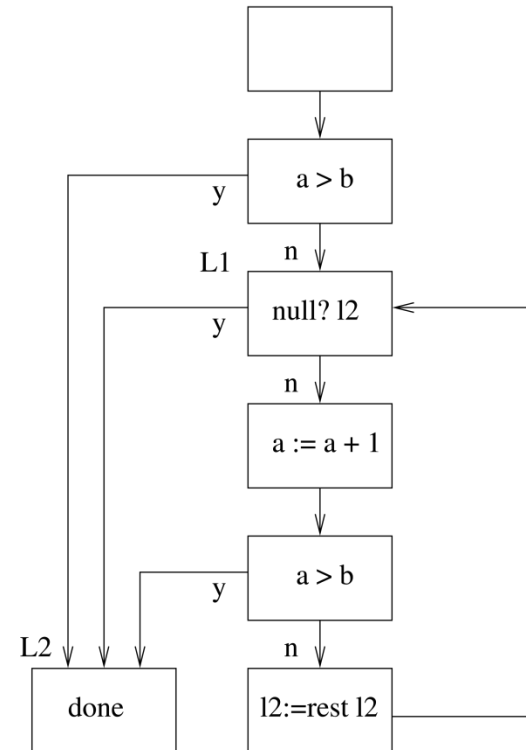 a > b
y
n
L1
null? l2
y
n
a := a + 1
a > b
y
n
L2
done
l2:=rest l2